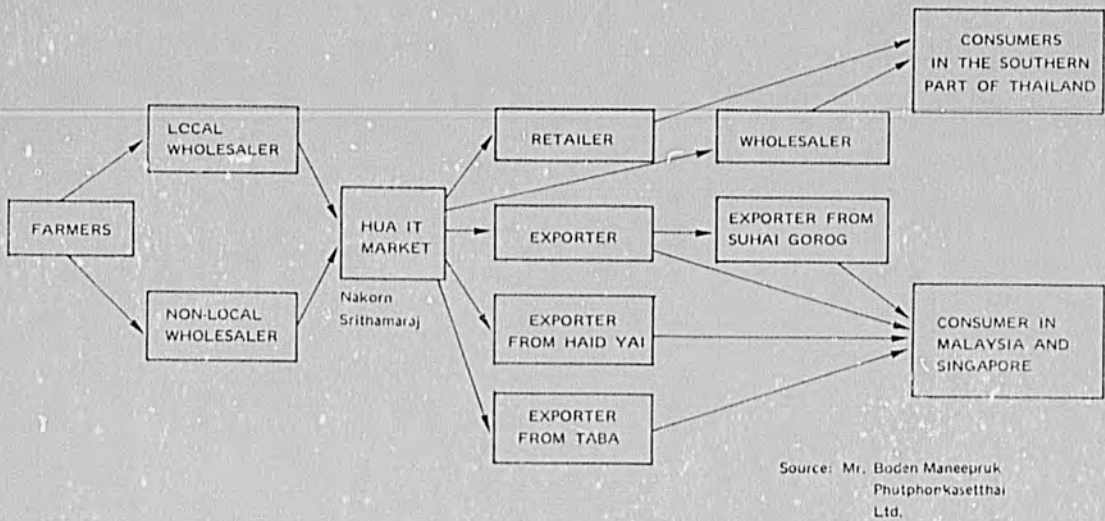 CONSUMERS
IN THE SOUTHERN
PART OF THAILAND
LOCAL
WHOLESALER
RETAILER
WHOLESALER
FARMERS
HUA IT
MARKET
EXPORTER
EXPORTER FROM
SUHAI GOROG
Nakorn
Srithamaraj
NON-LOCAL
WHOLESALER
EXPORTER
FROM HAID YAI
CONSUMER IN
MALAYSIA AND
SINGAPORE
EXPORTER
FROM TABA
Source: Mr. Boden Maneepruk
Phutphonkasetthai
Ltd.